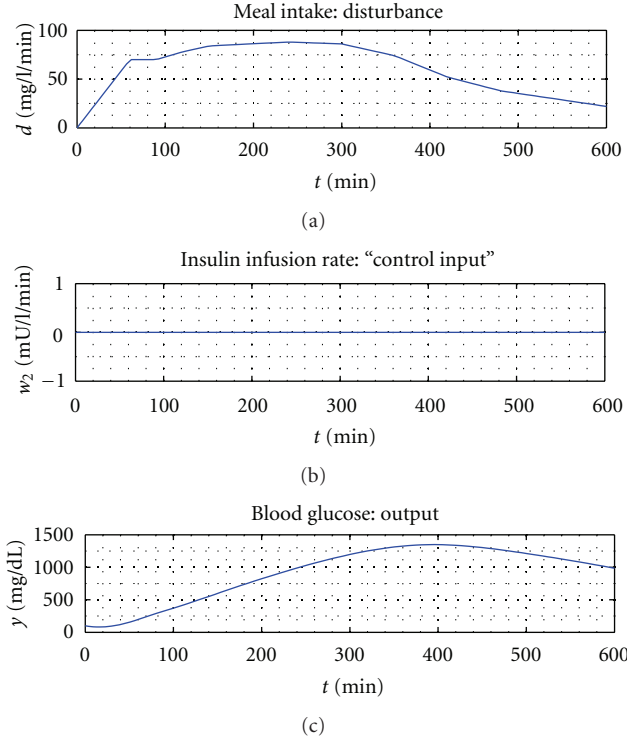 Meal intake: disturbance
d (mg/l/min)
100
50
0
0 100 200 300 400 500 600
t (min)
(a)
Insulin infusion rate: “control input”
w2 (mU/l/min)
1
0
−1
0 100 200 300 400 500 600
t (min)
(b)
Blood glucose: output
y (mg/dL)
1500
1000
500
0
0 100 200 300 400 500 600
t (min)
(c)